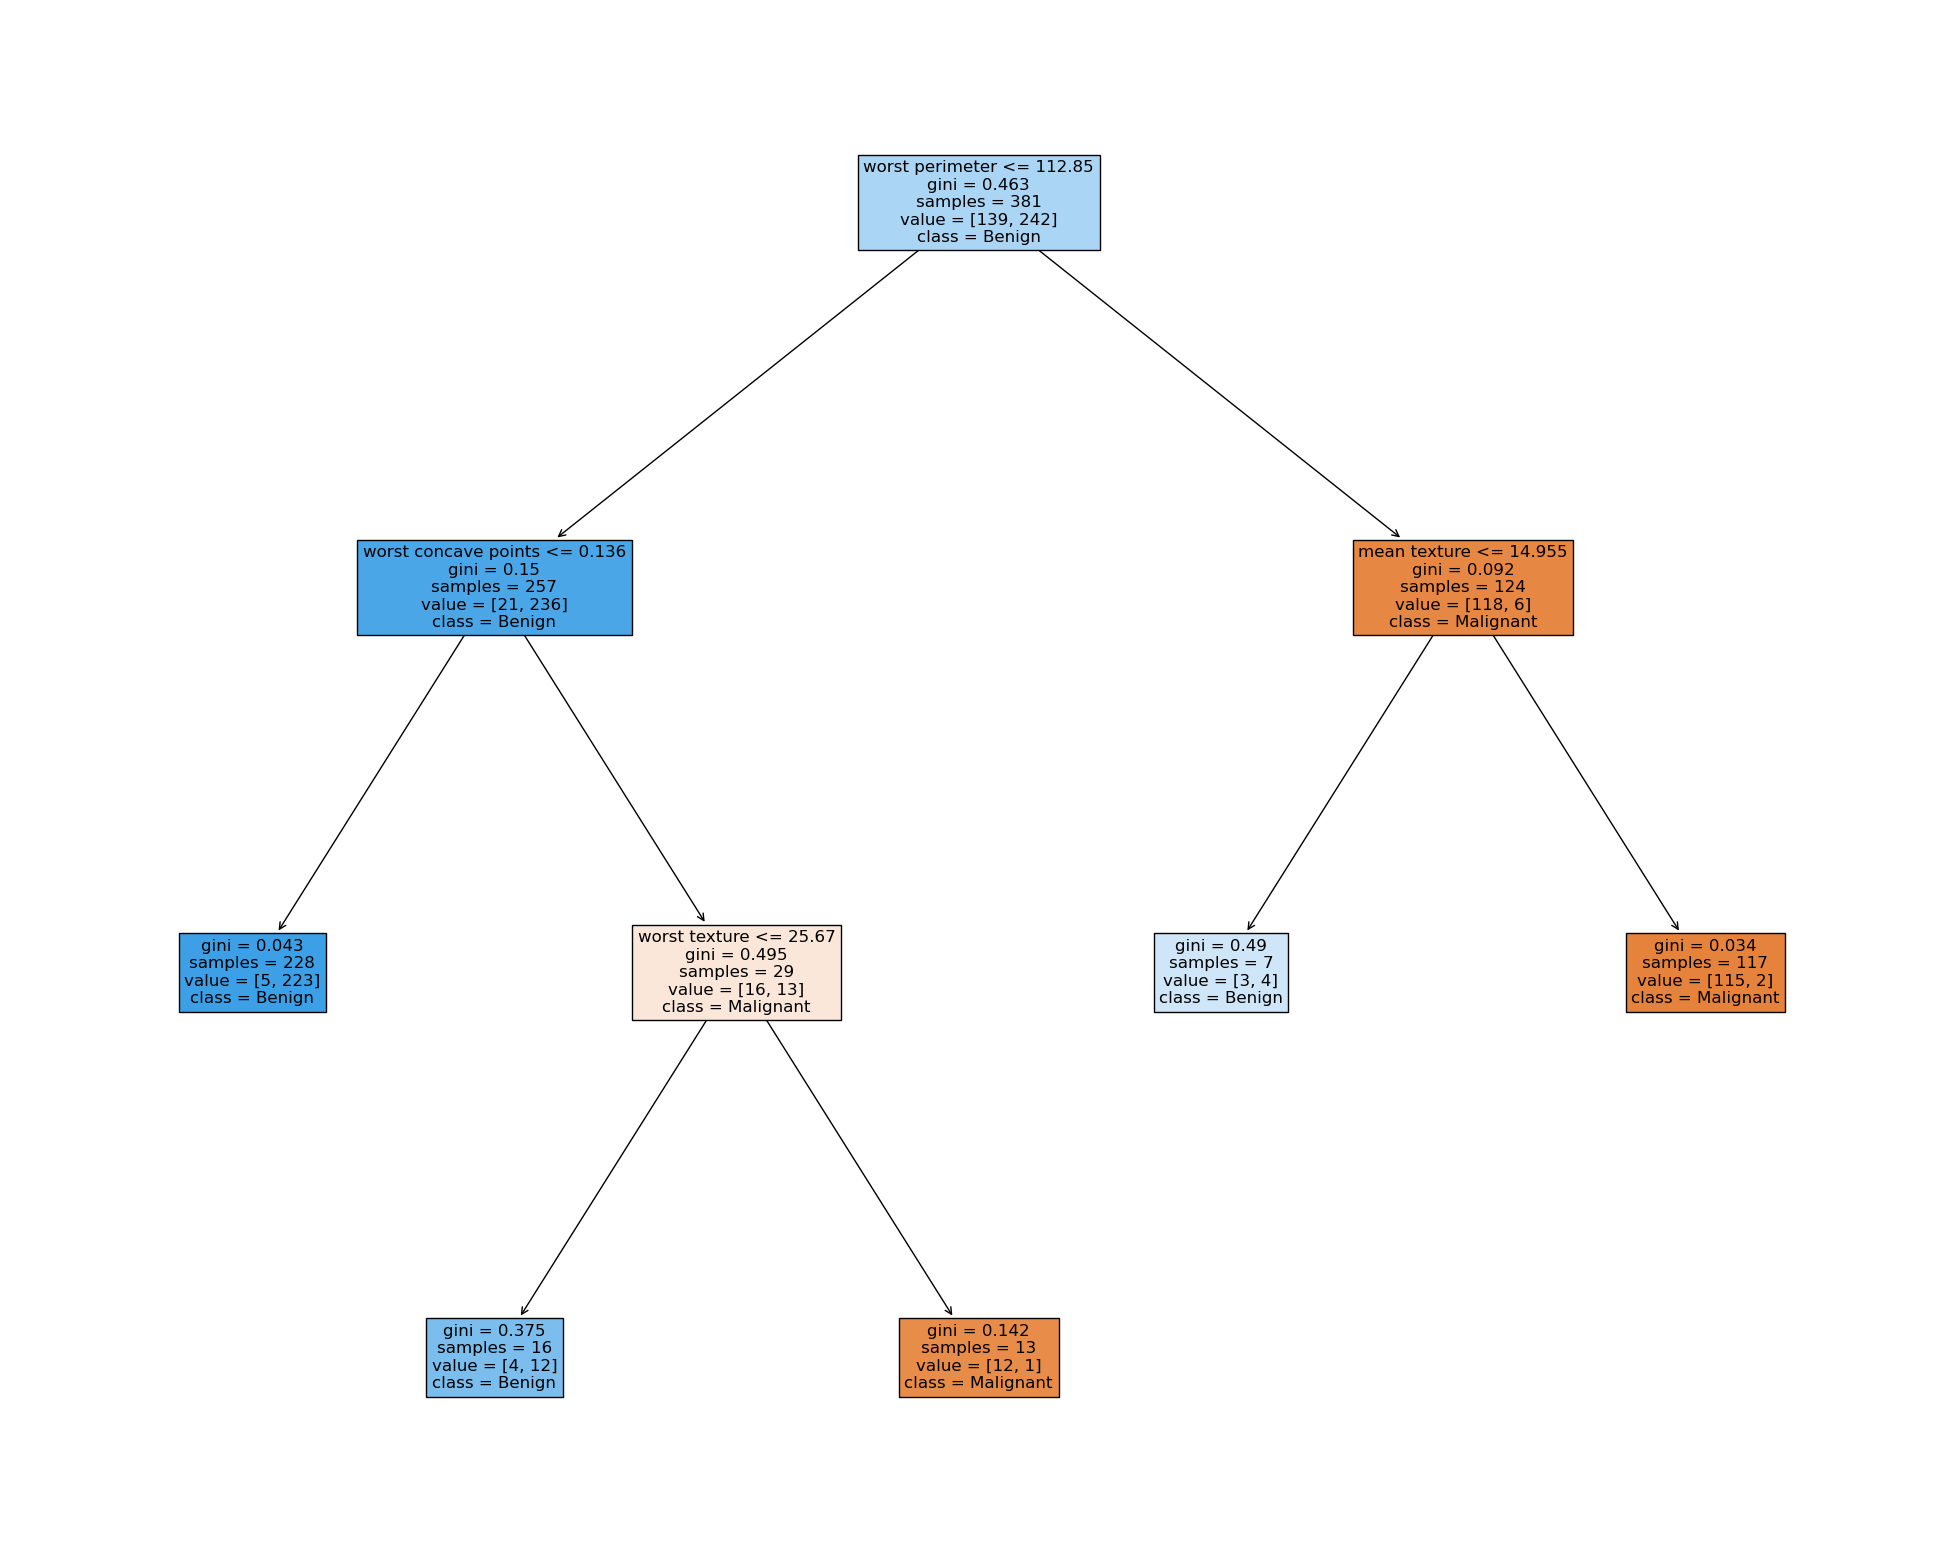 worst perimeter <= 112.85
gini = 0.463
samples = 381
value = [139, 242]
class = Benign
worst concave points <= 0.136
gini = 0.15
samples = 257
value = [21, 236]
class = Benign
mean texture <= 14.955
gini = 0.092
samples = 124
value = [118, 6]
class = Malignant
gini = 0.043
samples = 228
value = [5, 223]
class = Benign
worst texture <= 25.67
gini = 0.495
samples = 29
value = [16, 13]
class = Malignant
gini = 0.49
samples = 7
value = [3, 4]
class = Benign
gini = 0.034
samples = 117
value = [115, 2]
class = Malignant
gini = 0.375
samples = 16
value = [4, 12]
class = Benign
gini = 0.142
samples = 13
value = [12, 1]
class = Malignant